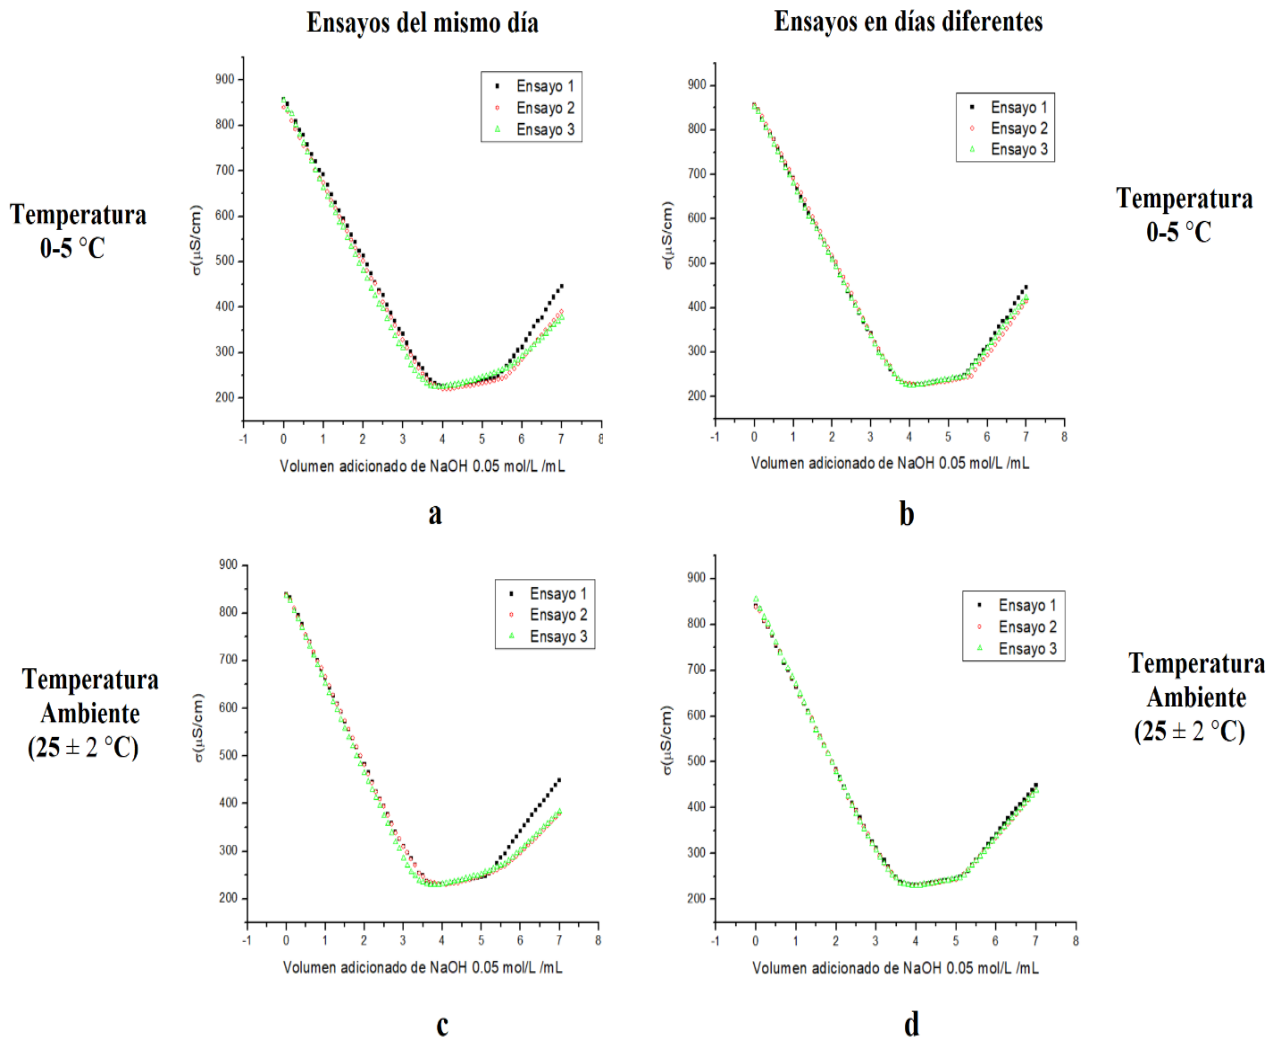 Ensayos del mismo día
Ensayos en días diferentes
Temperatura
0-5 °C
900
800
700
600
500
400
300
200
σ(µS/cm)
Ensayo 1
Ensayo 2
Ensayo 3
-1 0 1 2 3 4 5 6 7 8
Volumen adicionado de NaOH 0.05 mol/L /mL
a
900
800
700
600
500
400
300
200
σ(µS/cm)
Ensayo 1
Ensayo 2
Ensayo 3
-1 0 1 2 3 4 5 6 7 8
Volumen adicionado de NaOH 0.05 mol/L /mL
b
Temperatura
0-5 °C
Temperatura
Ambiente
(25 ± 2 °C)
900
800
700
600
500
400
300
200
σ(µS/cm)
Ensayo 1
Ensayo 2
Ensayo 3
-1 0 1 2 3 4 5 6 7 8
Volumen adicionado de NaOH 0.05 mol/L /mL
c
900
800
700
600
500
400
300
200
σ(µS/cm)
Ensayo 1
Ensayo 2
Ensayo 3
-1 0 1 2 3 4 5 6 7 8
Volumen adicionado de NaOH 0.05 mol/L /mL
d
Temperatura
Ambiente
(25 ± 2 °C)